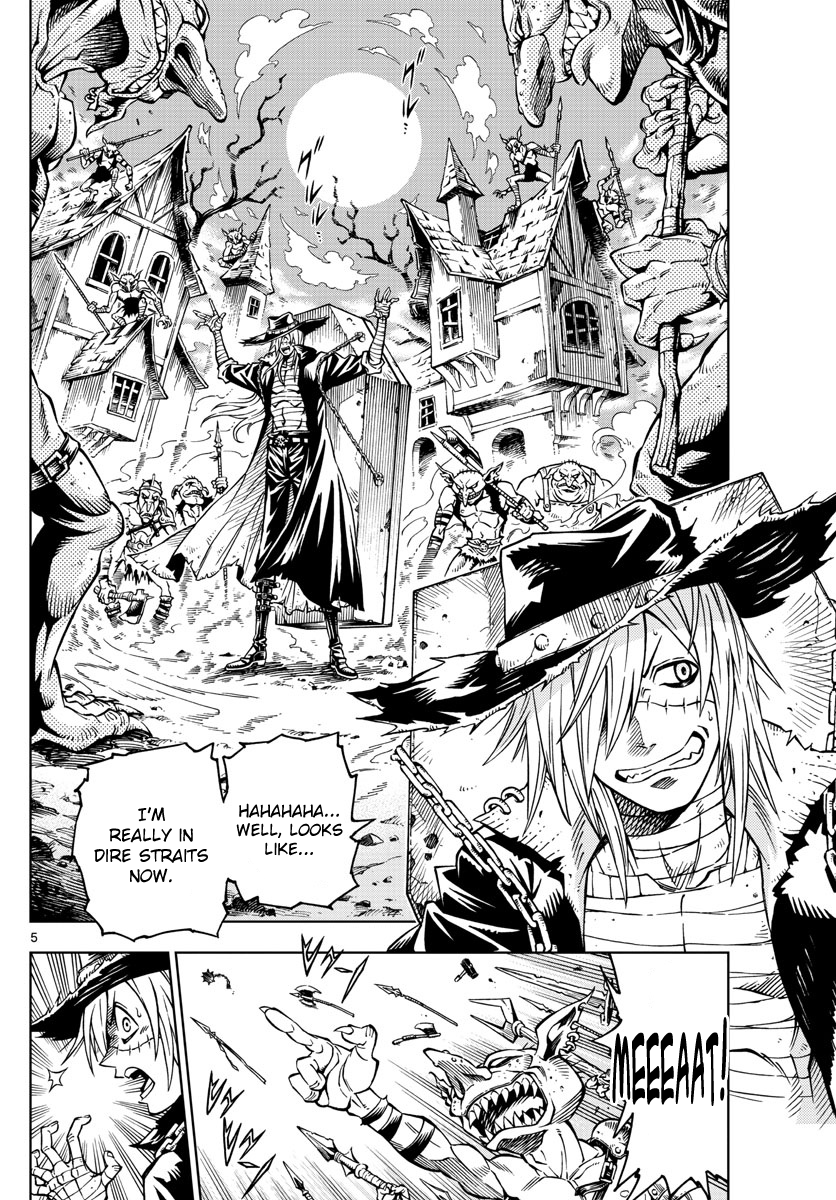 HAHAHAHA...
WELL, LOOKS
LIKE...
I'M
REALLY IN
DIRE STRAITS
NOW.
5
MEEEAAT!